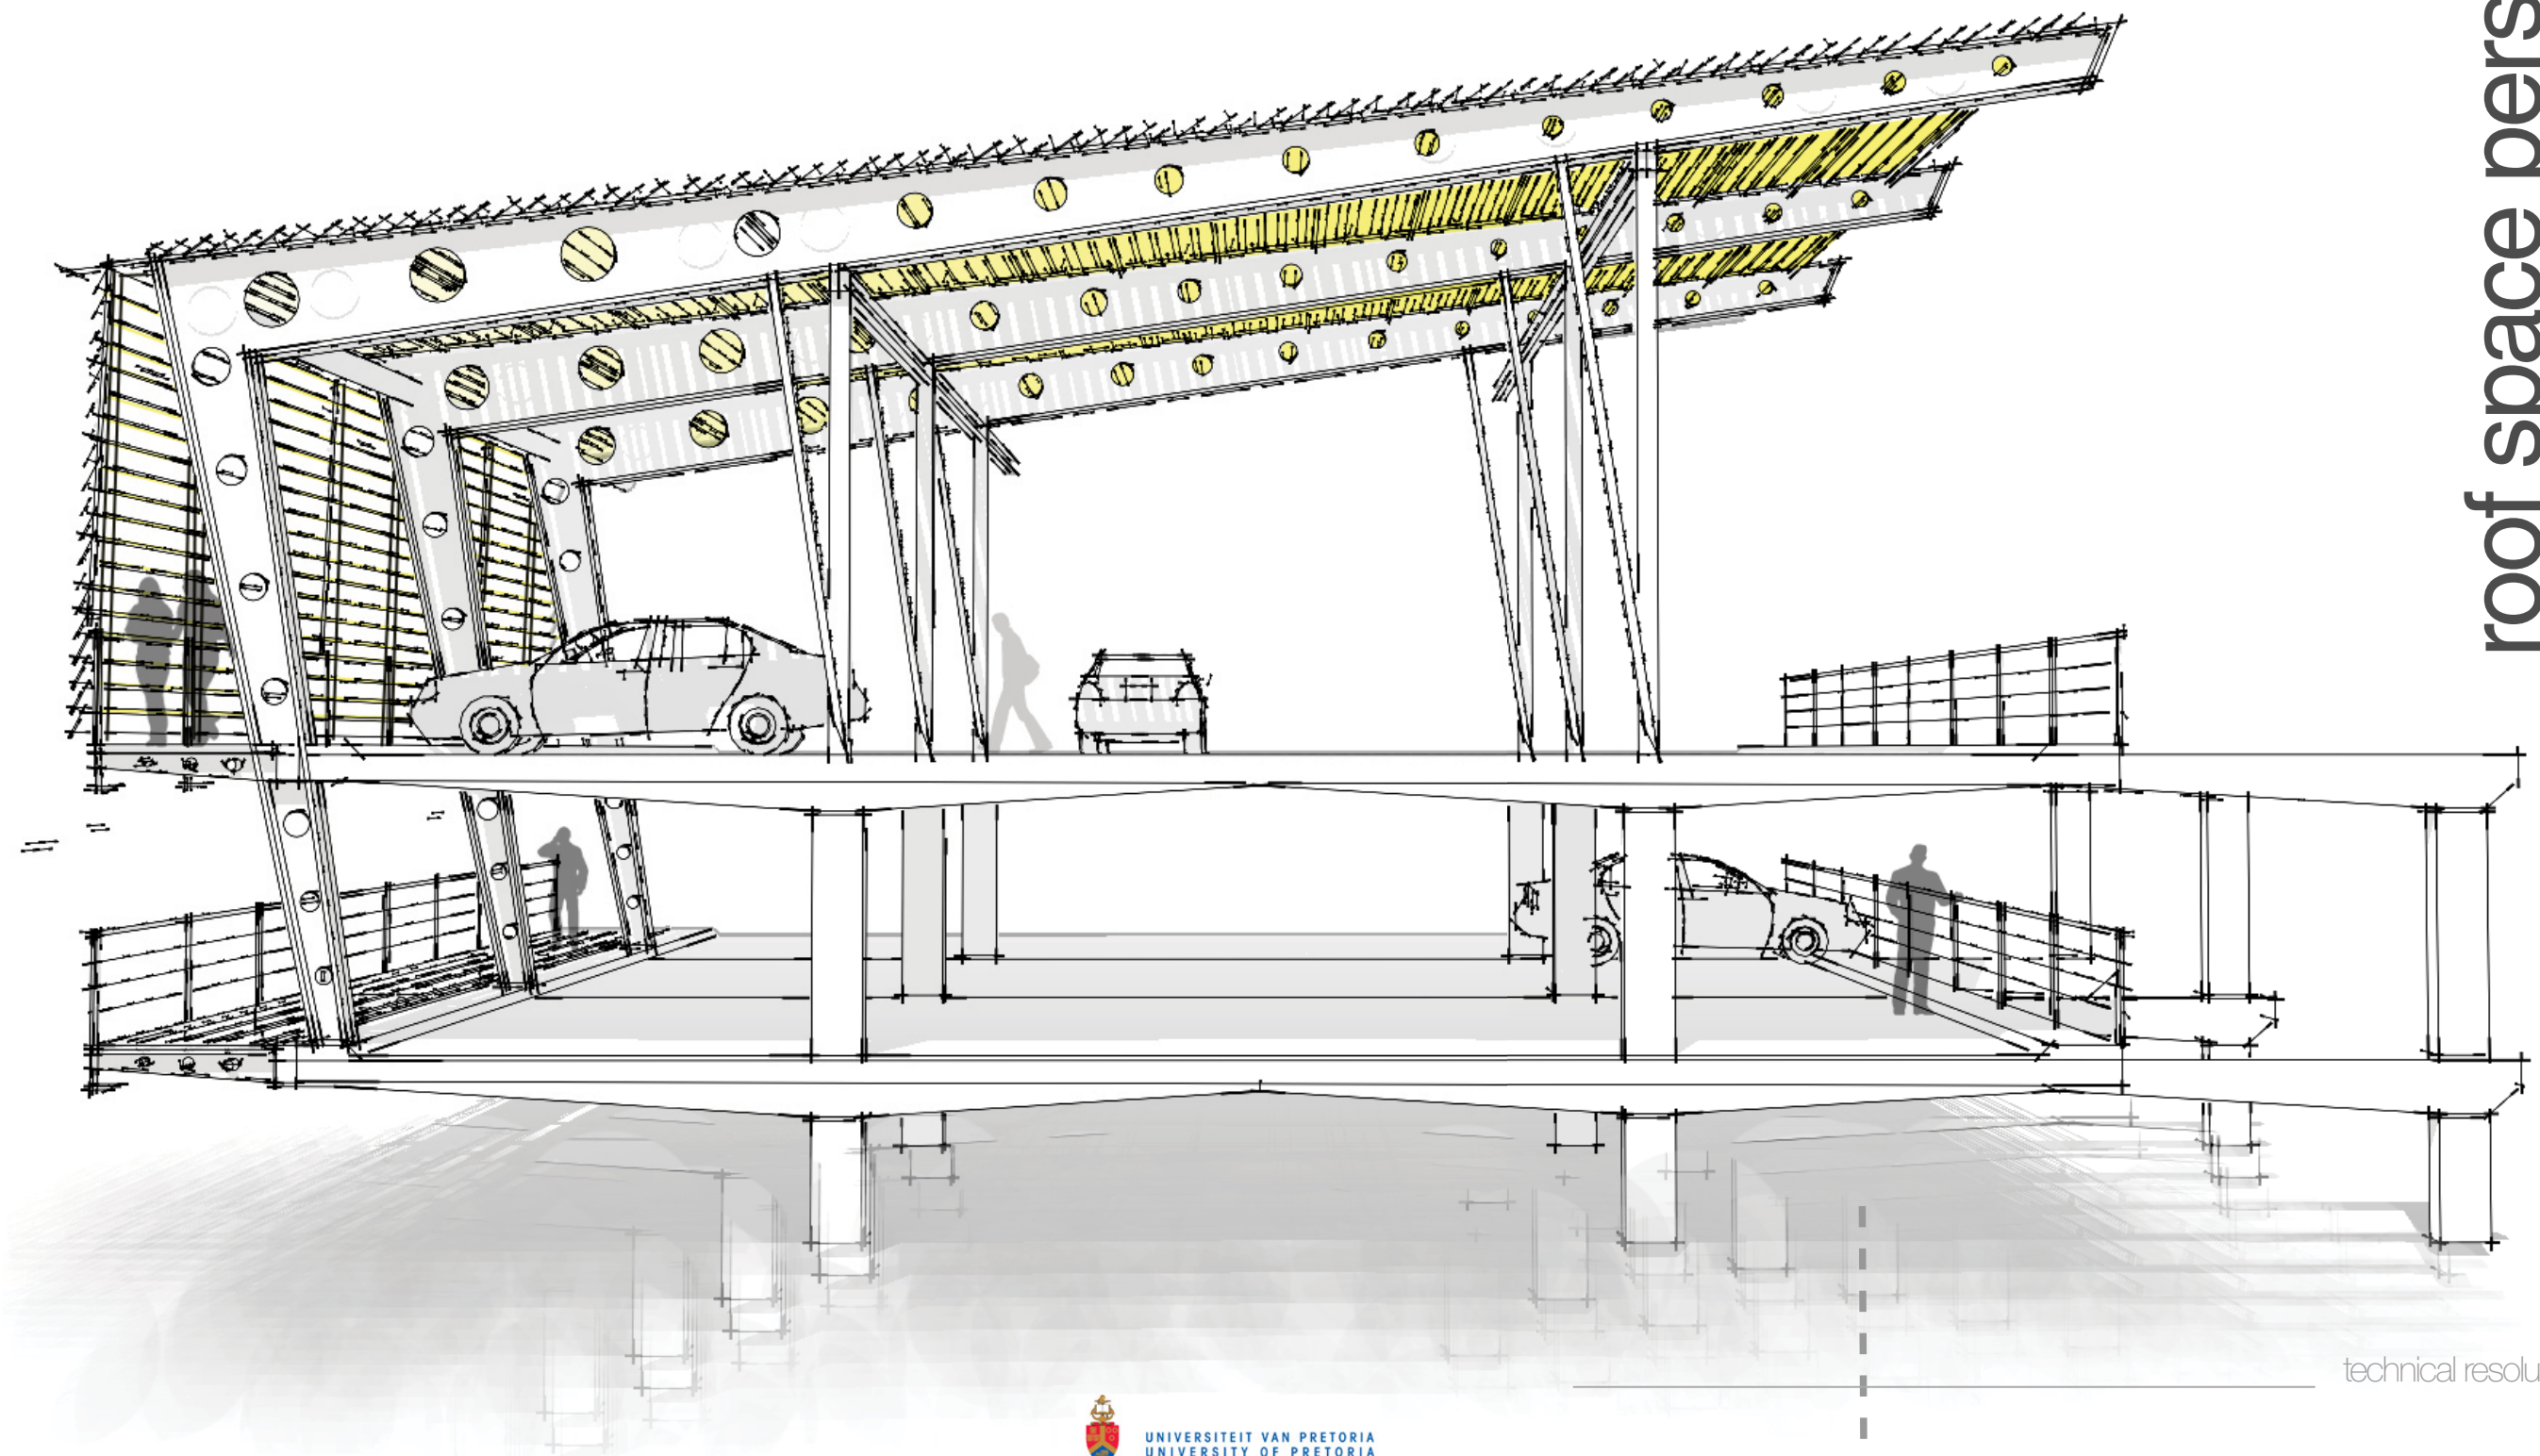 roof space pers
technical resolu
UNIVERSITEIT VAN PRETORIA
UNIVERSITY OF PRETORIA